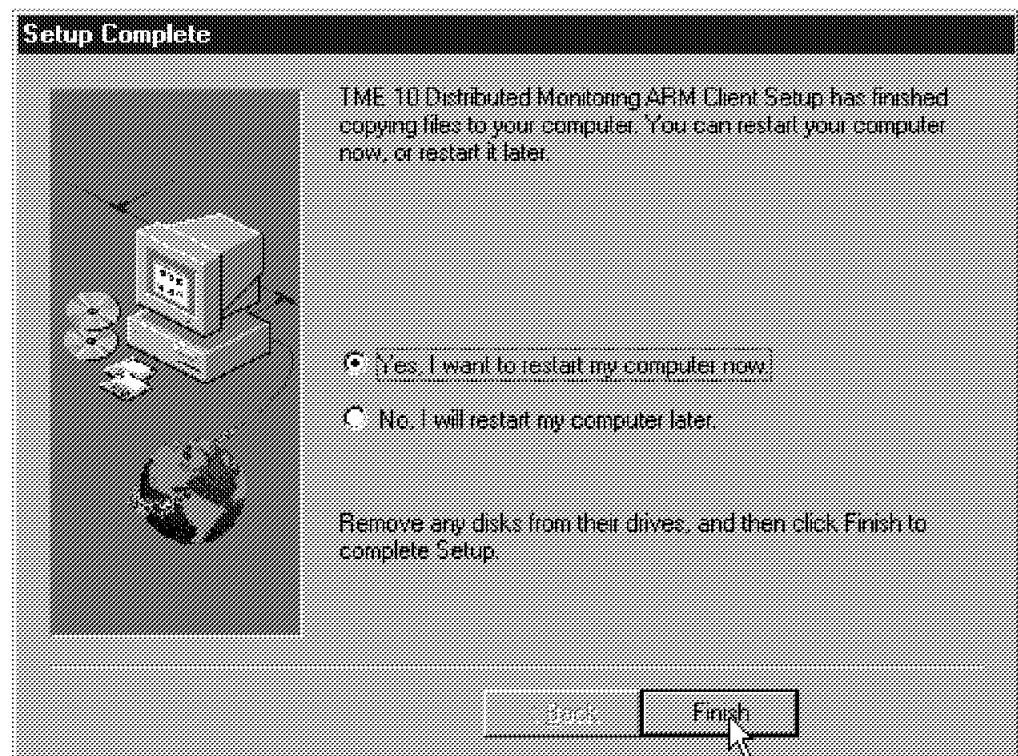 Setup Complete
TME 10 Distributed Monitoring ARM Client Setup has finished
copying files to your computer. You can restart your computer
now, or restart it later.
Yes, I want to restart my computer now.
No, I will restart my computer later.
Remove any disks from their drives, and then click Finish to
complete Setup.
Back
Finish